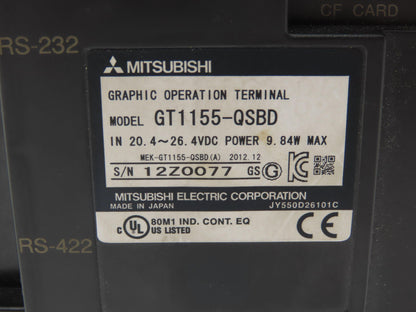 CF CARD
RS-232
MITSUBISHI
GRAPHIC OPERATION TERMINAL
MODEL GT1155-QSBD
IN 20.4~26.4VDC POWER 9.84W MAX
MEK-GT1155-QSBD(A) 2012.12
S/N 12Z0077 GS G
MITSUBISHI ELECTRIC CORPORATION
MADE IN JAPAN JY550D26101C
c UL US LISTED 80M1 IND. CONT. EQ
RS-422